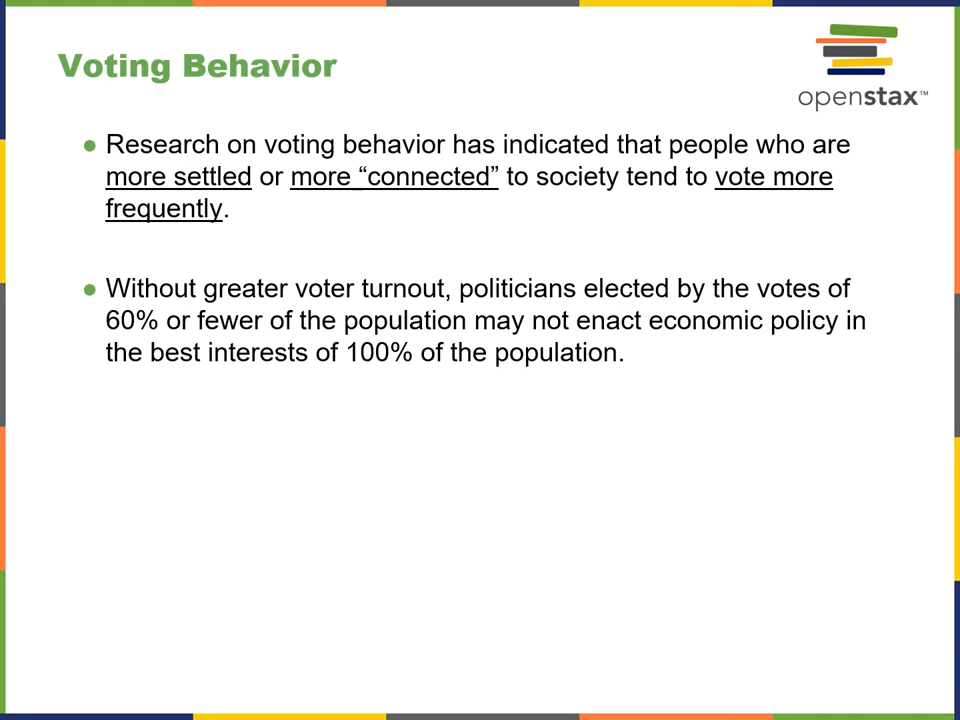 Voting Behavior
openstax™
● Research on voting behavior has indicated that people who are
more settled or more “connected” to society tend to vote more
frequently.
● Without greater voter turnout, politicians elected by the votes of
60% or fewer of the population may not enact economic policy in
the best interests of 100% of the population.